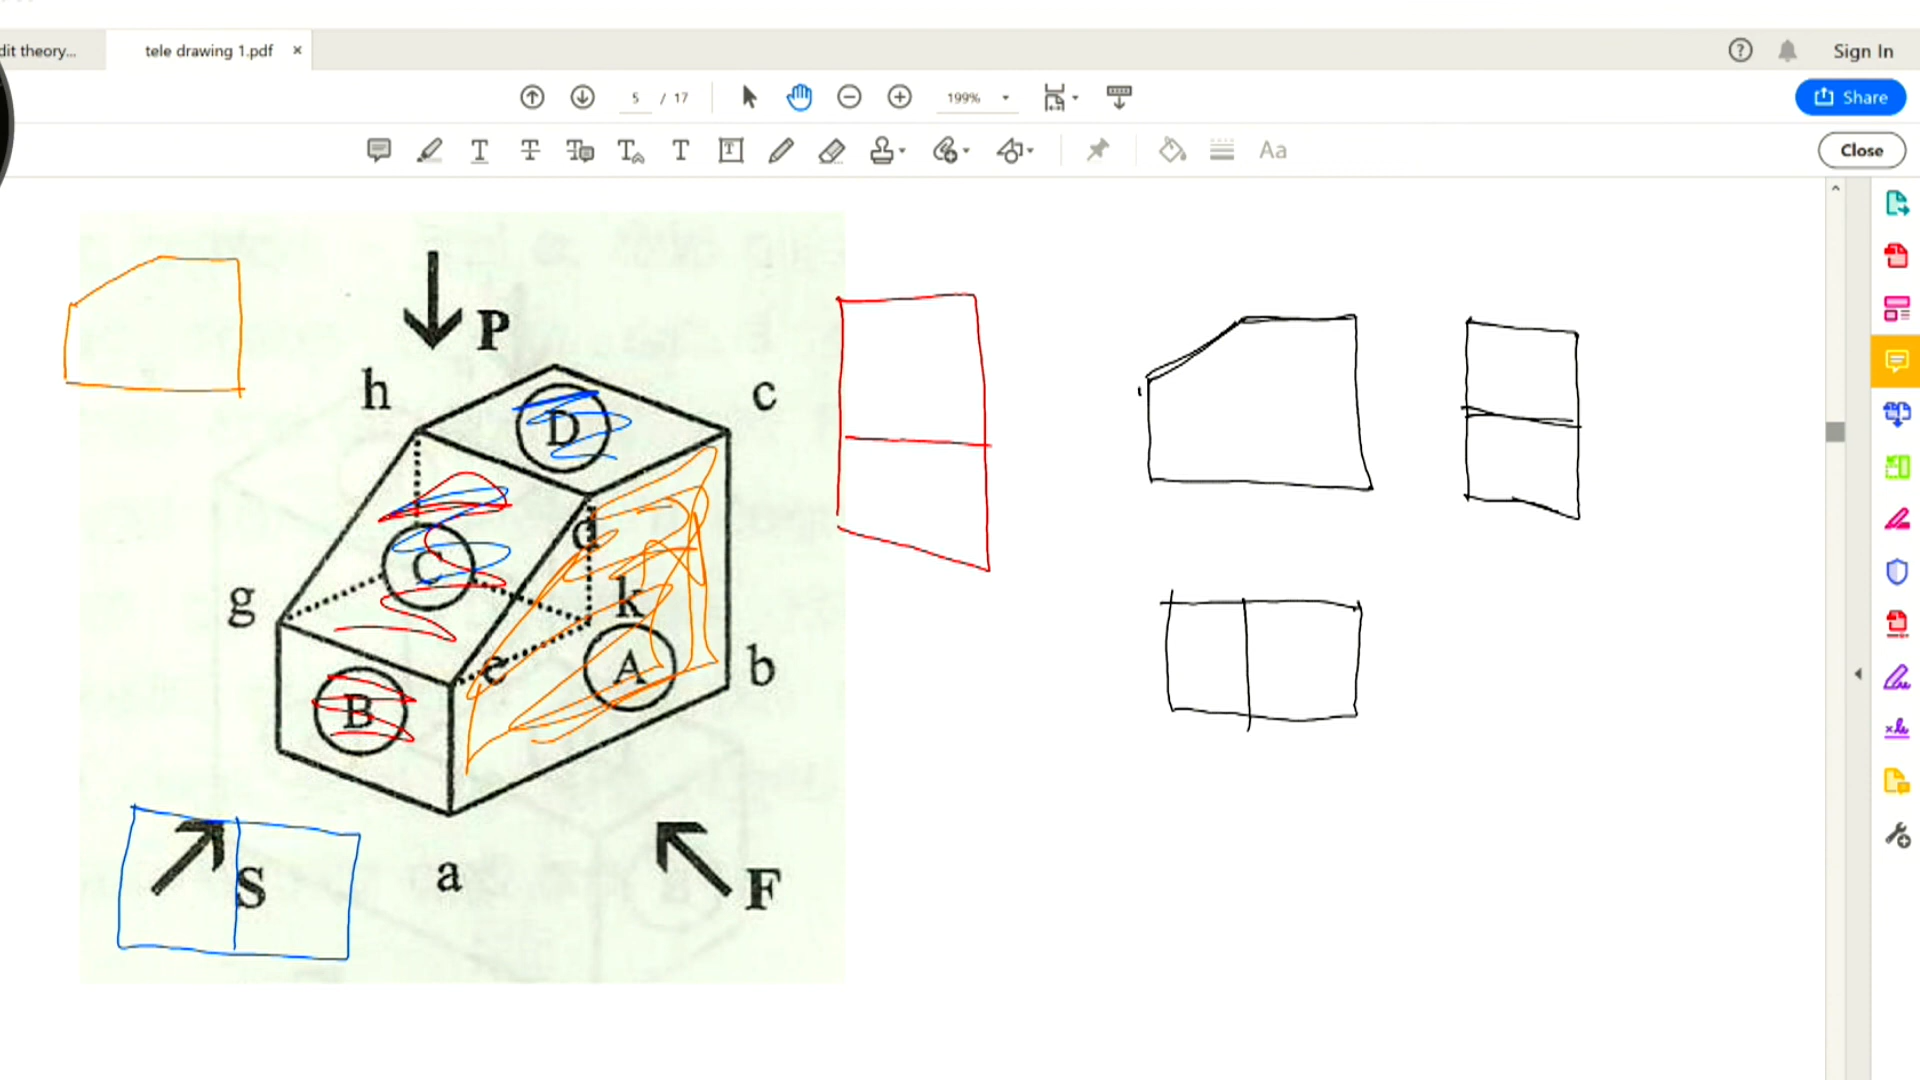 dit theory...
tele drawing 1.pdf ×
Sign In
5 / 17
199%
Share
Aa
Close
P
h
c
D
d
C
g
k
e
A
b
B
S
a
F